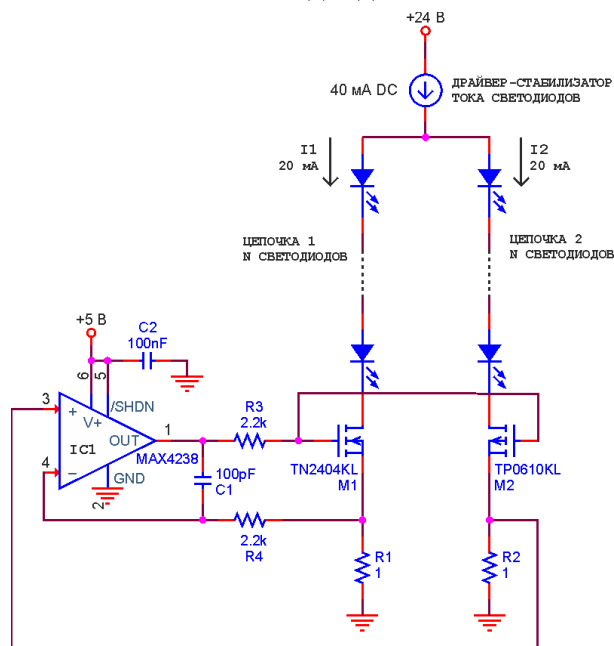 +24 В
40 мА DC
ДРАЙВЕР-СТАБИЛИЗАТОР
ТОКА СВЕТОДИОДОВ
I1
20 мА
I2
20 мА
ЦЕПОЧКА 1
N СВЕТОДИОДОВ
ЦЕПОЧКА 2
N СВЕТОДИОДОВ
+5 В
C2
100nF
6
5
/SHDN
3
+
V+
IC1
OUT
1
MAX4238
4
−
GND
2
R3
2.2k
100pF
C1
2.2k
R4
TN2404KL
M1
TP0610KL
M2
R1
1
R2
1